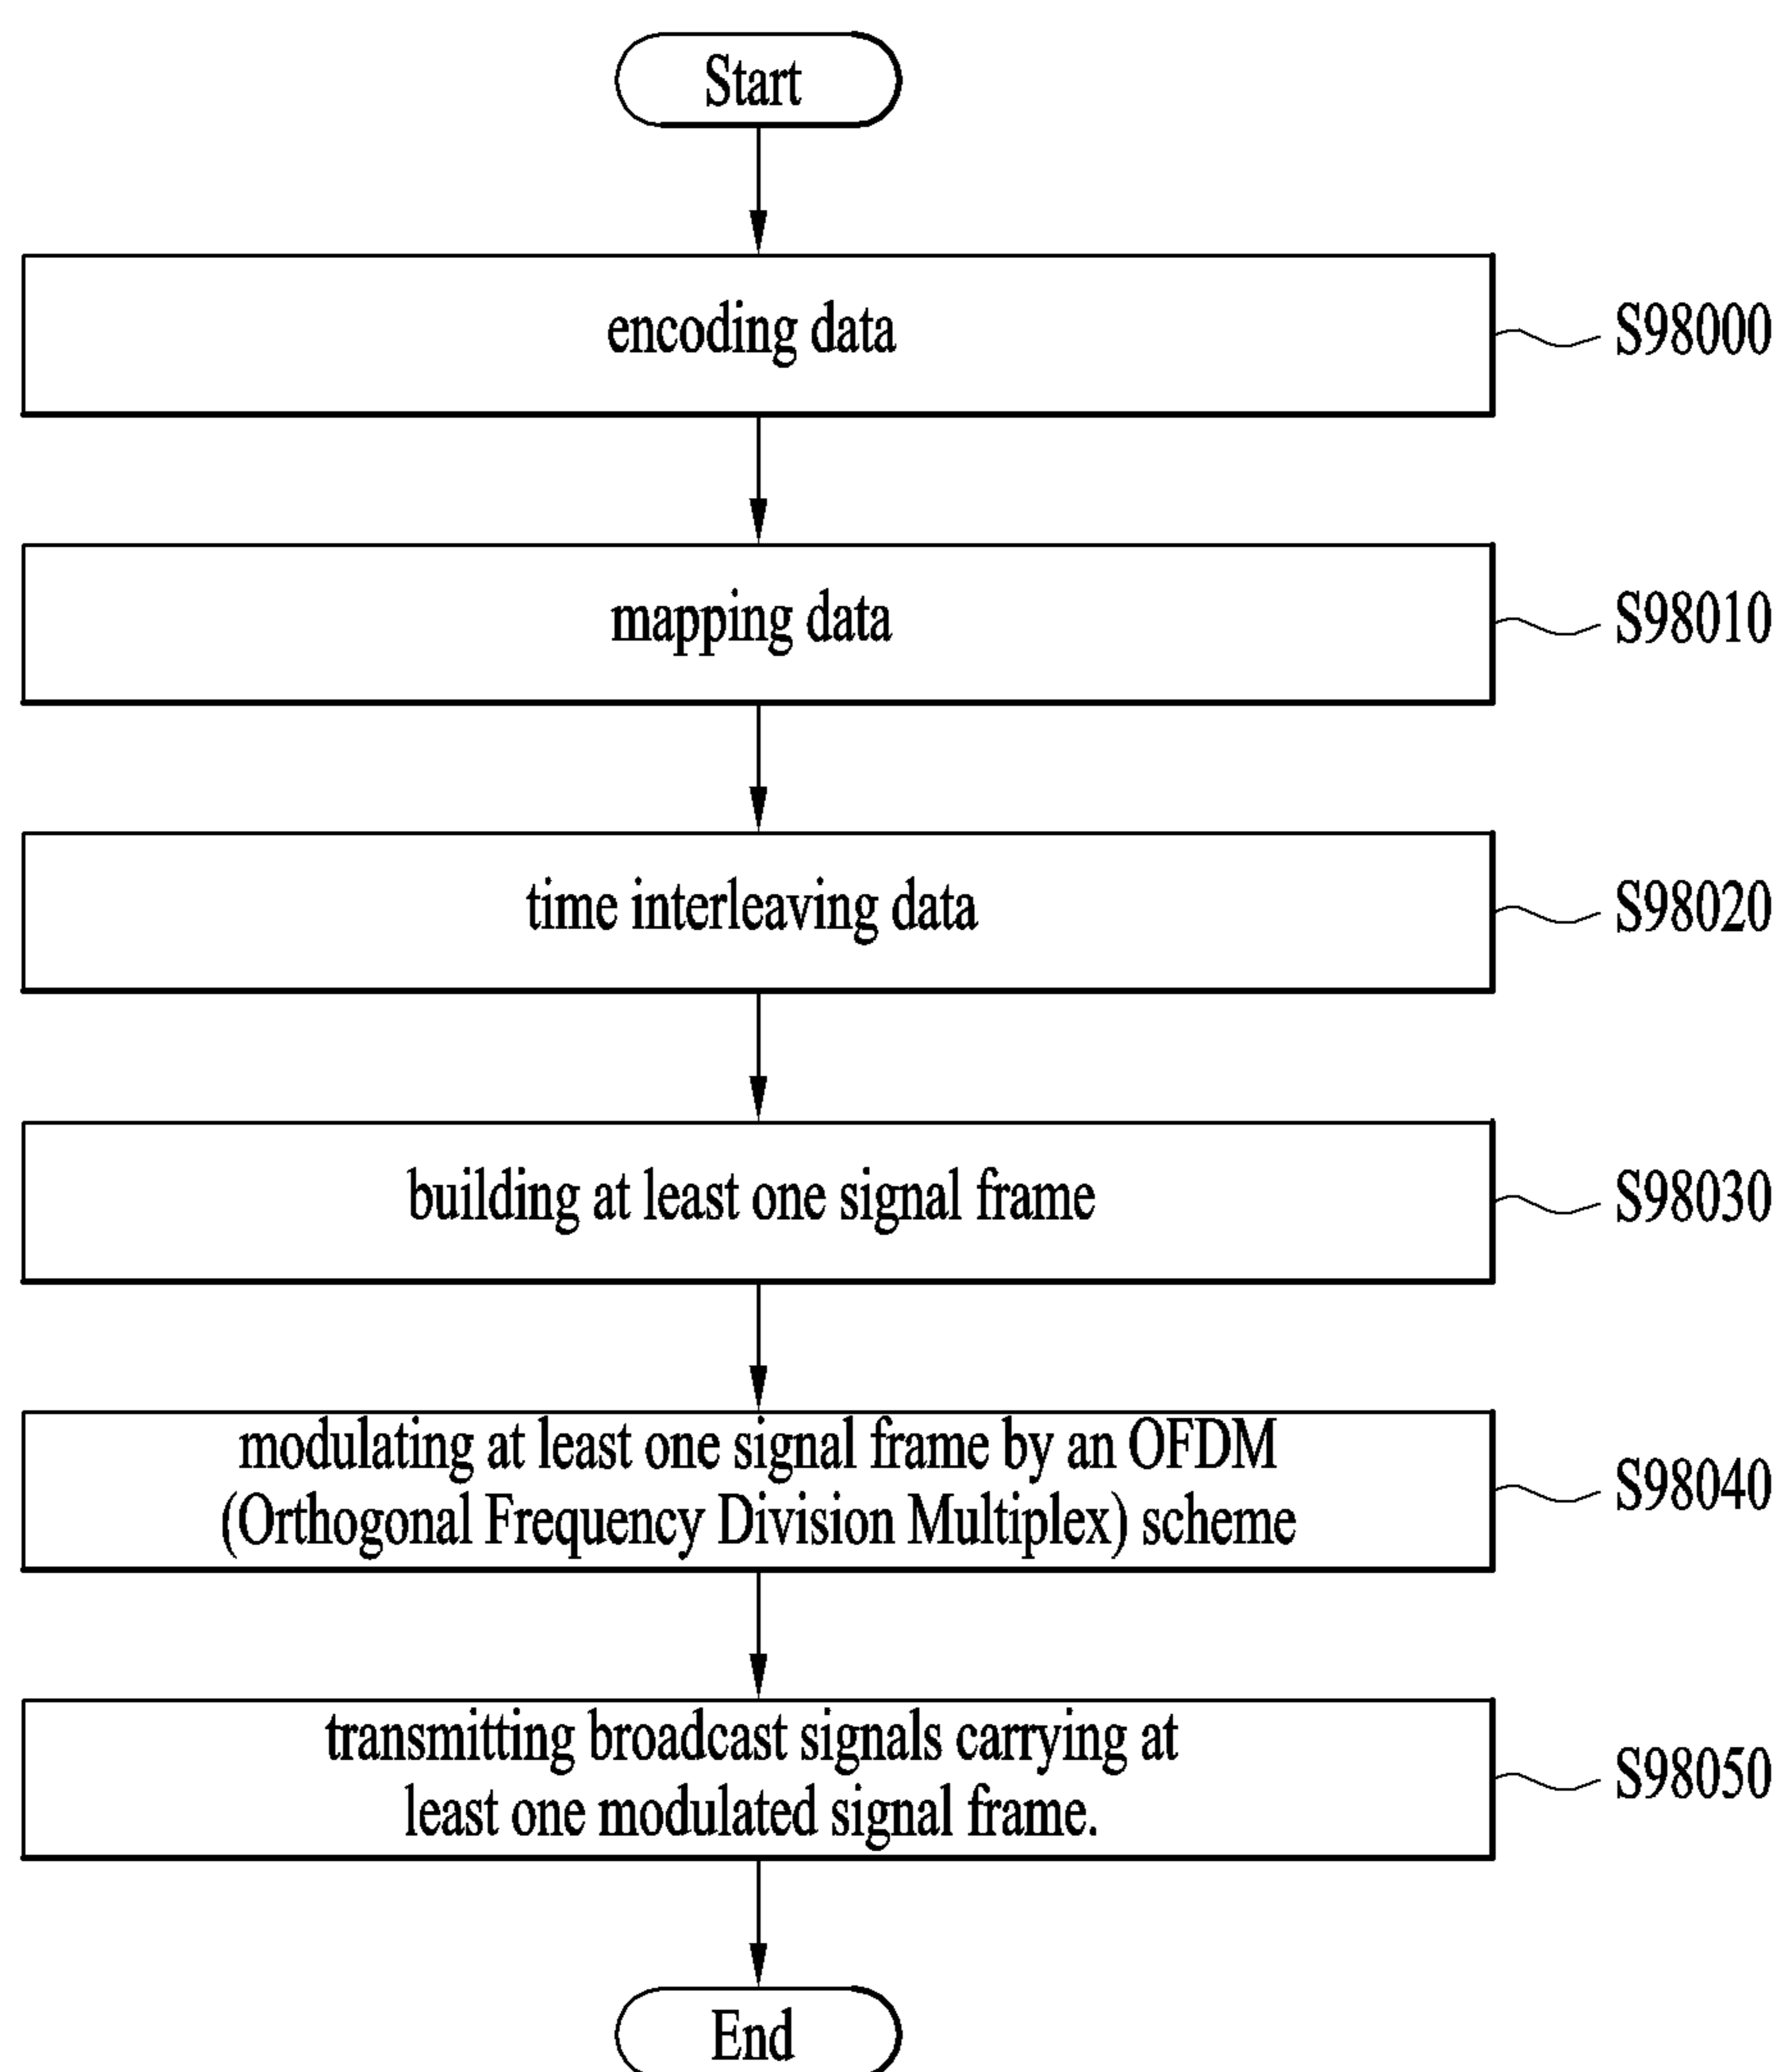 Start
encoding data
S98000
mapping data
S98010
time interleaving data
S98020
building at least one signal frame
S98030
modulating at least one signal frame by an OFDM
(Orthogonal Frequency Division Multiplex) scheme
S98040
transmitting broadcast signals carrying at
least one modulated signal frame.
S98050
End